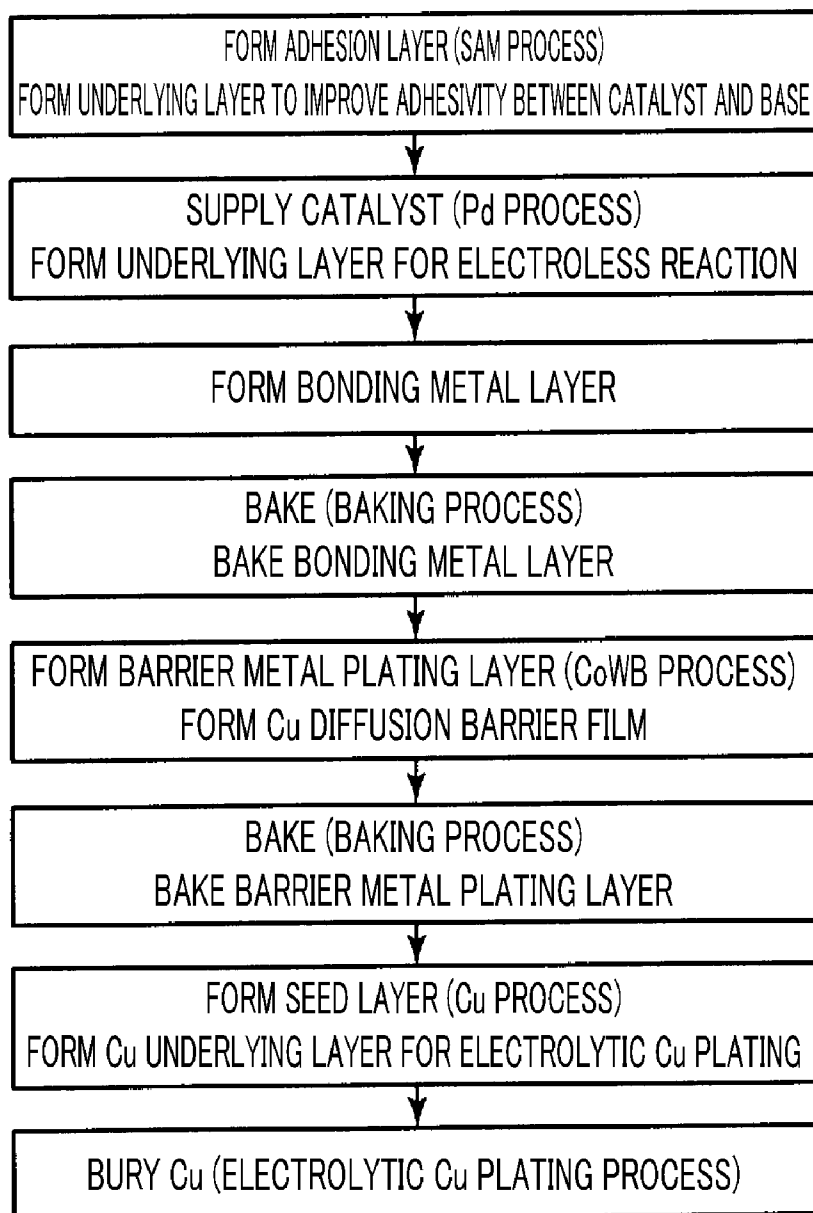 FORM ADHESION LAYER (SAM PROCESS)
FORM UNDERLYING LAYER TO IMPROVE ADHESIVITY BETWEEN CATALYST AND BASE
SUPPLY CATALYST (Pd PROCESS)
FORM UNDERLYING LAYER FOR ELECTROLESS REACTION
FORM BONDING METAL LAYER
BAKE (BAKING PROCESS)
BAKE BONDING METAL LAYER
FORM BARRIER METAL PLATING LAYER (CoWB PROCESS)
FORM Cu DIFFUSION BARRIER FILM
BAKE (BAKING PROCESS)
BAKE BARRIER METAL PLATING LAYER
FORM SEED LAYER (Cu PROCESS)
FORM Cu UNDERLYING LAYER FOR ELECTROLYTIC Cu PLATING
BURY Cu (ELECTROLYTIC Cu PLATING PROCESS)